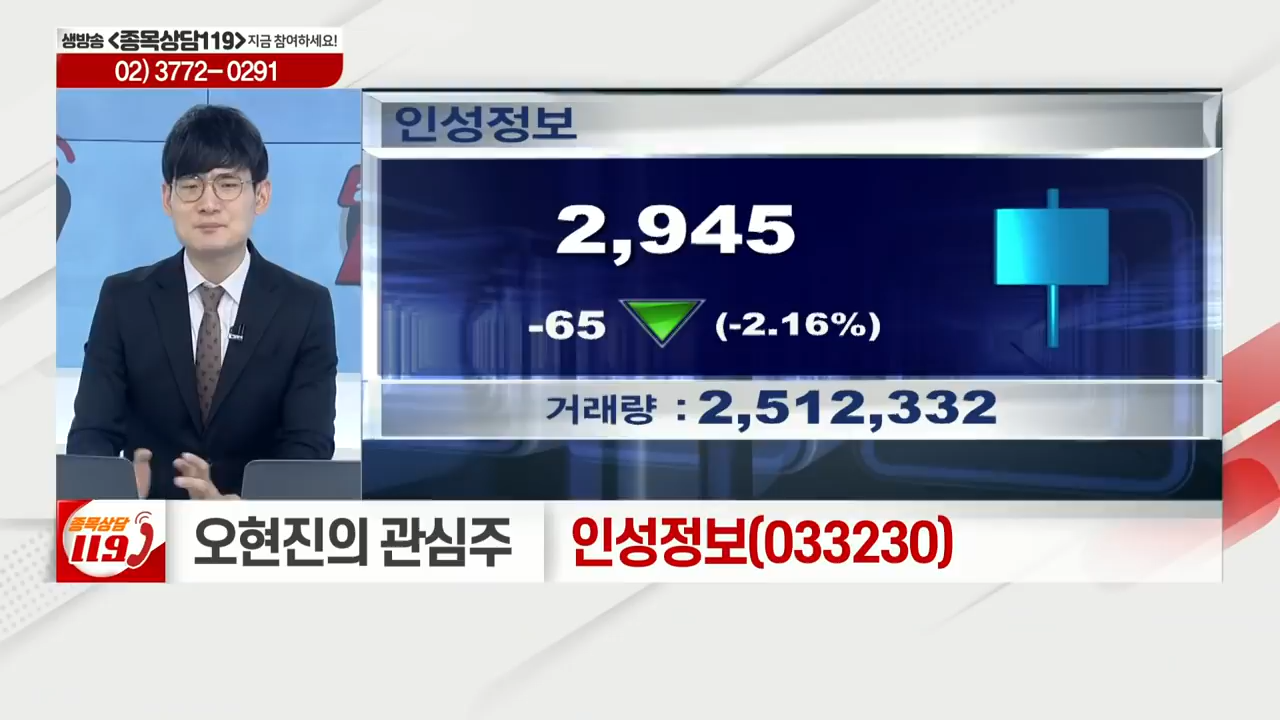 생방송 <종목상담119> 지금 참여하세요!
02) 3772-0291
인성정보
2,945
-65 (-2.16%)
거래량 : 2,512,332
종목상담
119
오현진의 관심주
인성정보(033230)